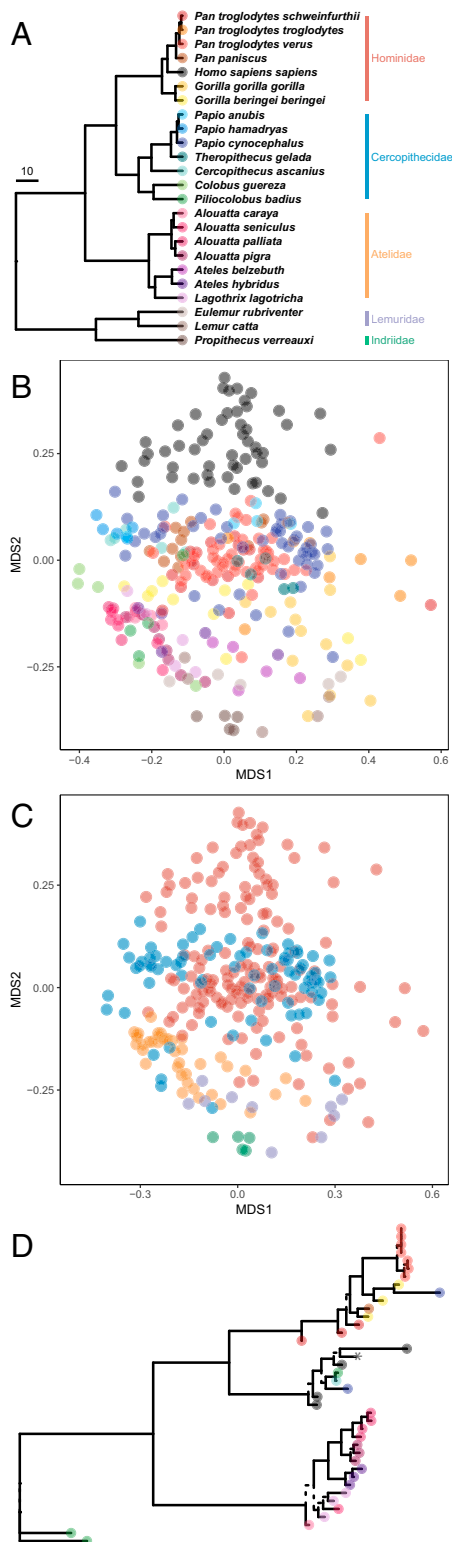 A
Pan troglodytes schweinfurthii
Pan troglodytes troglodytes
Pan troglodytes verus
Pan paniscus
Homo sapiens sapiens
Gorilla gorilla gorilla
Gorilla beringei beringei
Hominidae
Papio anubis
Papio hamadryas
Papio cynocephalus
Theropithecus gelada
Cercopithecus ascanius
Colobus guereza
Piliocolobus badius
Cercopithecidae
10
Alouatta caraya
Alouatta seniculus
Alouatta palliata
Alouatta pigra
Ateles belzebuth
Ateles hybridus
Lagothrix lagotricha
Atelidae
Eulemur rubriventer
Lemur catta
Lemuridae
Propithecus verreauxi
Indriidae
B
0.25
0.00
−0.25
MDS2
−0.4 −0.2 0.0 0.2 0.4 0.6
MDS1
C
0.25
0.00
−0.25
MDS2
−0.3 0.0 0.3 0.6
MDS1
D